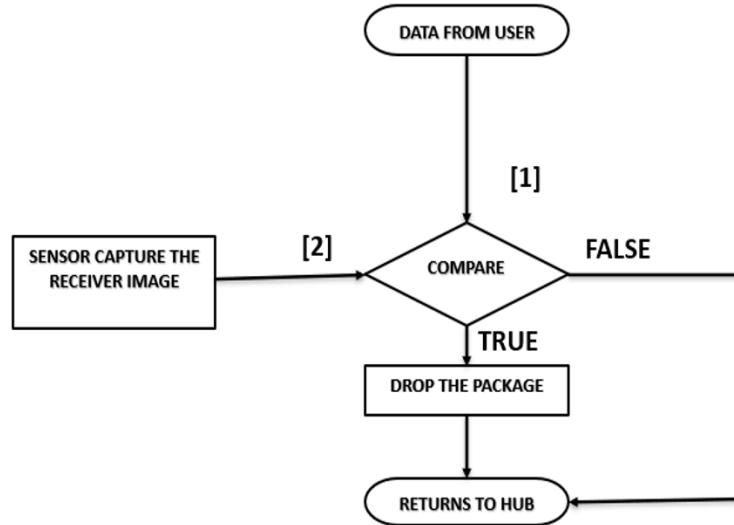 DATA FROM USER
[1]
[2]
SENSOR CAPTURE THE
RECEIVER IMAGE
COMPARE
FALSE
TRUE
DROP THE PACKAGE
RETURNS TO HUB